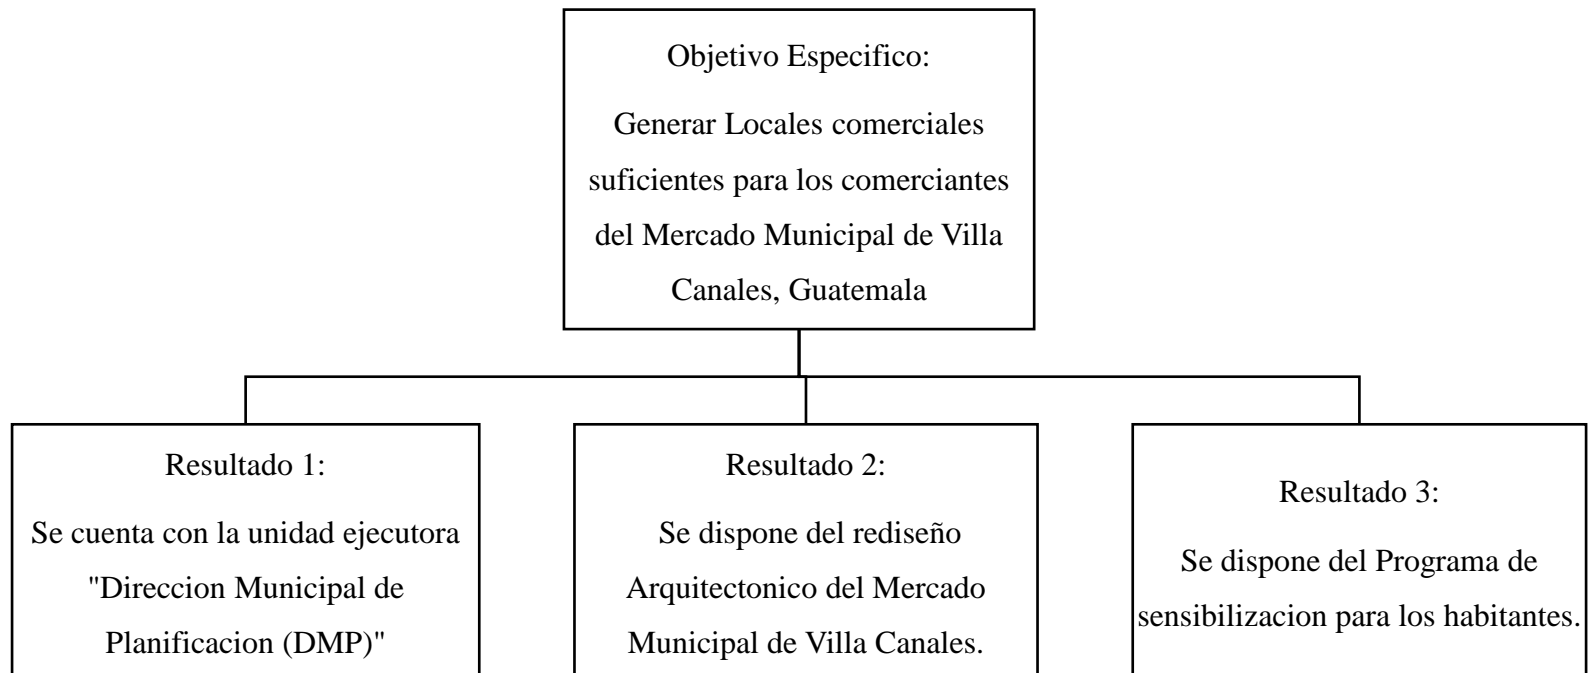 Objetivo Especifico:
Generar Locales comerciales
suficientes para los comerciantes
del Mercado Municipal de Villa
Canales, Guatemala
Resultado 1:
Se cuenta con la unidad ejecutora
"Direccion Municipal de
Planificacion (DMP)"
Resultado 2:
Se dispone del rediseño
Arquitectonico del Mercado
Municipal de Villa Canales.
Resultado 3:
Se dispone del Programa de
sensibilizacion para los habitantes.